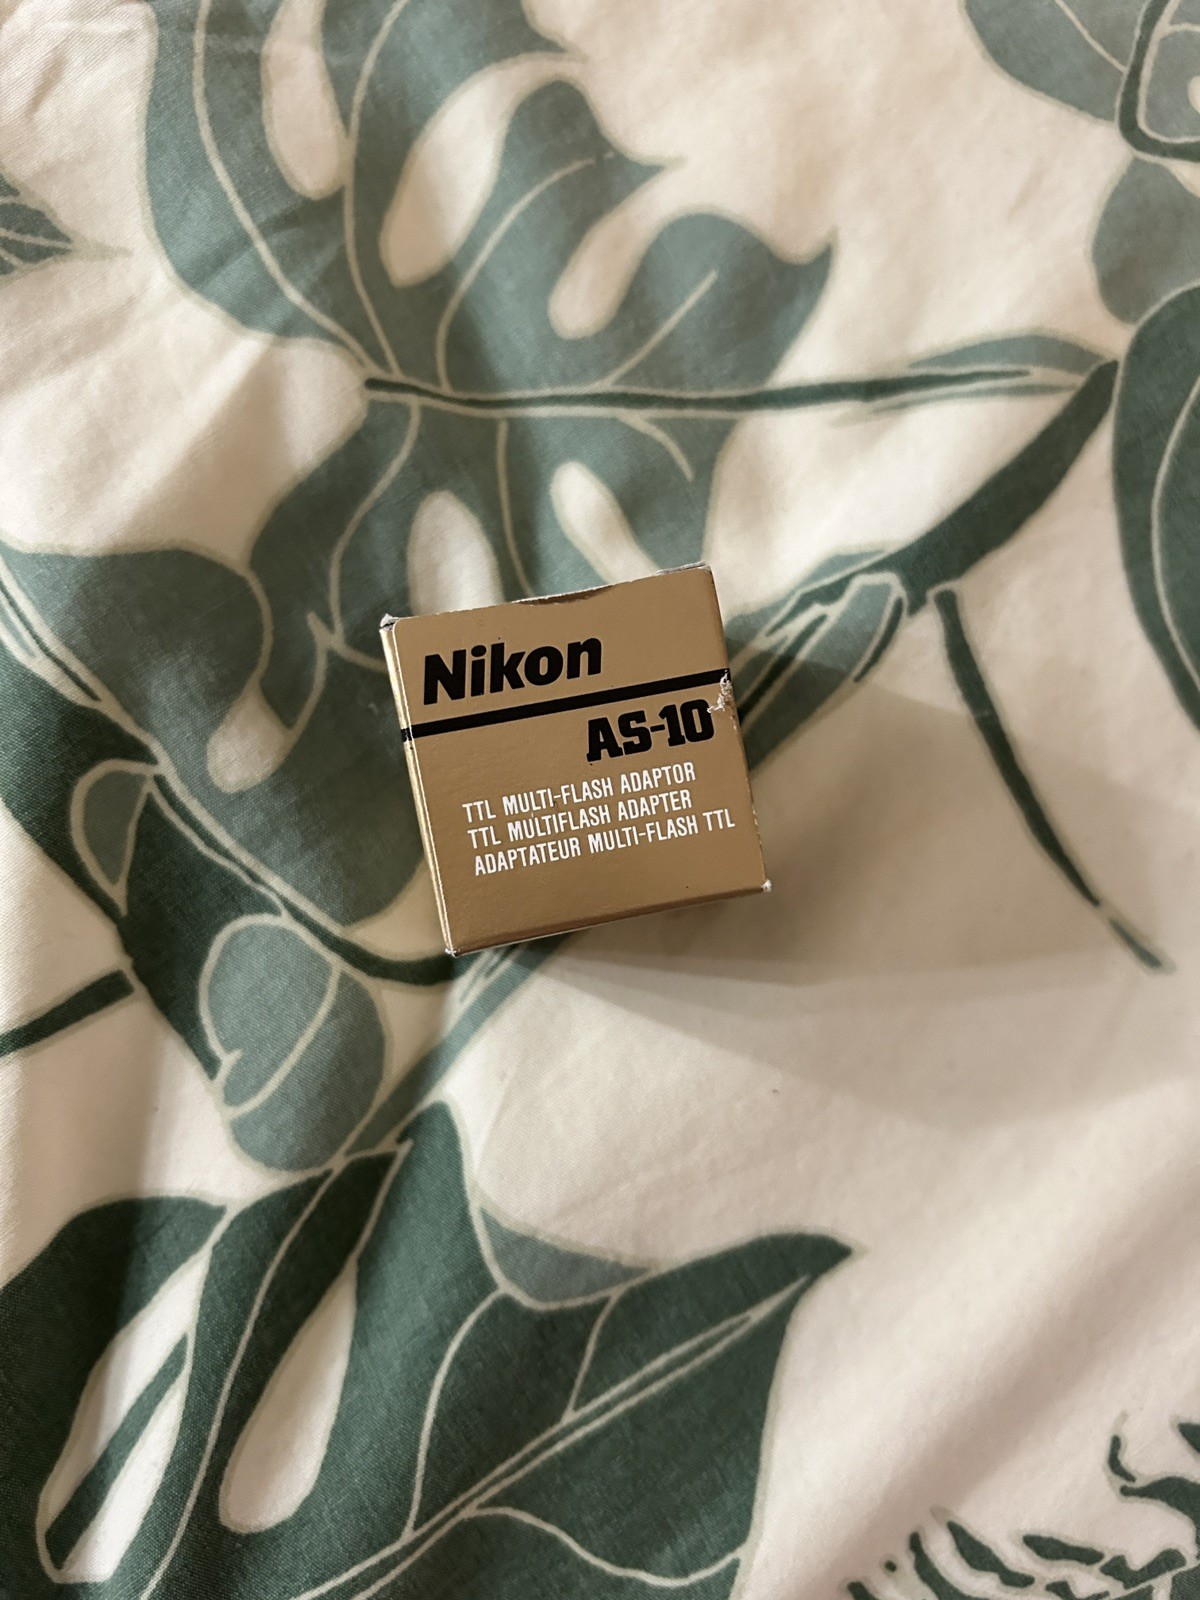 Nikon
AS-10
TTL MULTI-FLASH ADAPTOR
TTL MULTIFLASH ADAPTER
ADAPTATEUR MULTI-FLASH TTL